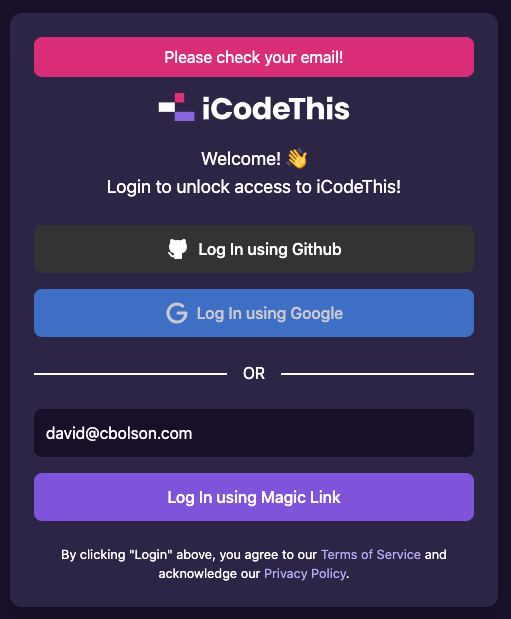 Please check your email!
iCodeThis
Welcome! 👋
Login to unlock access to iCodeThis!
Log In using Github
Log In using Google
OR
david@cbolson.com
Log In using Magic Link
By clicking "Login" above, you agree to our Terms of Service and
acknowledge our Privacy Policy.